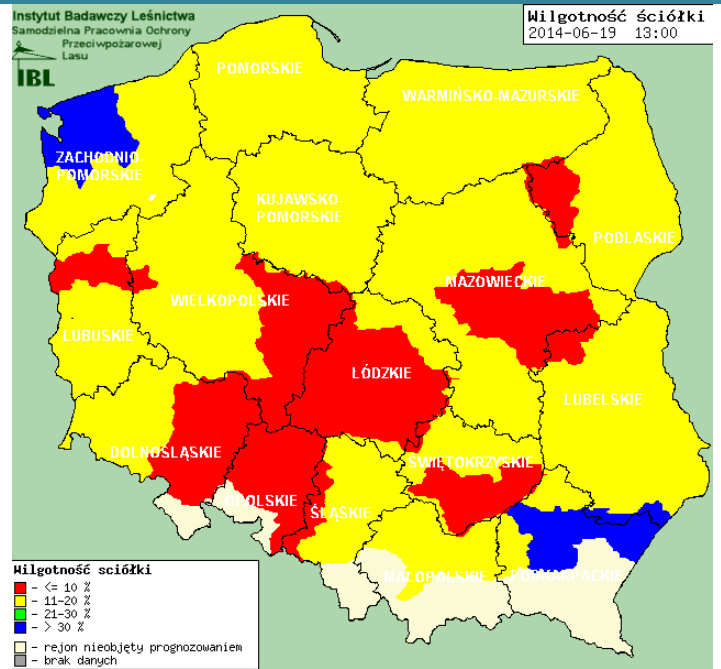 Instytut Badawczy Leśnictwa
Samodzielna Pracownia Ochrony
Przeciwpożarowej
Lasu
IBL
Wilgotność ściółki
2014-06-19 13:00
POMORSKIE
WARMIŃSKO-MAZURSKIE
ZACHODNIO-
POMORSKIE
KUJAWSKO-
POMORSKIE
PODLASKIE
MAZOWIECKIE
WIELKOPOLSKIE
LUBUSKIE
ŁÓDZKIE
LUBELSKIE
DOLNOŚLĄSKIE
ŚWIĘTOKRZYSKIE
OPOLSKIE
ŚLĄSKIE
MAŁOPOLSKIE
PODKARPACKIE
Wilgotność sciółki
- <= 10 %
- 11-20 %
- 21-30 %
- > 30 %
- rejon nieobjęty prognozowaniem
- brak danych